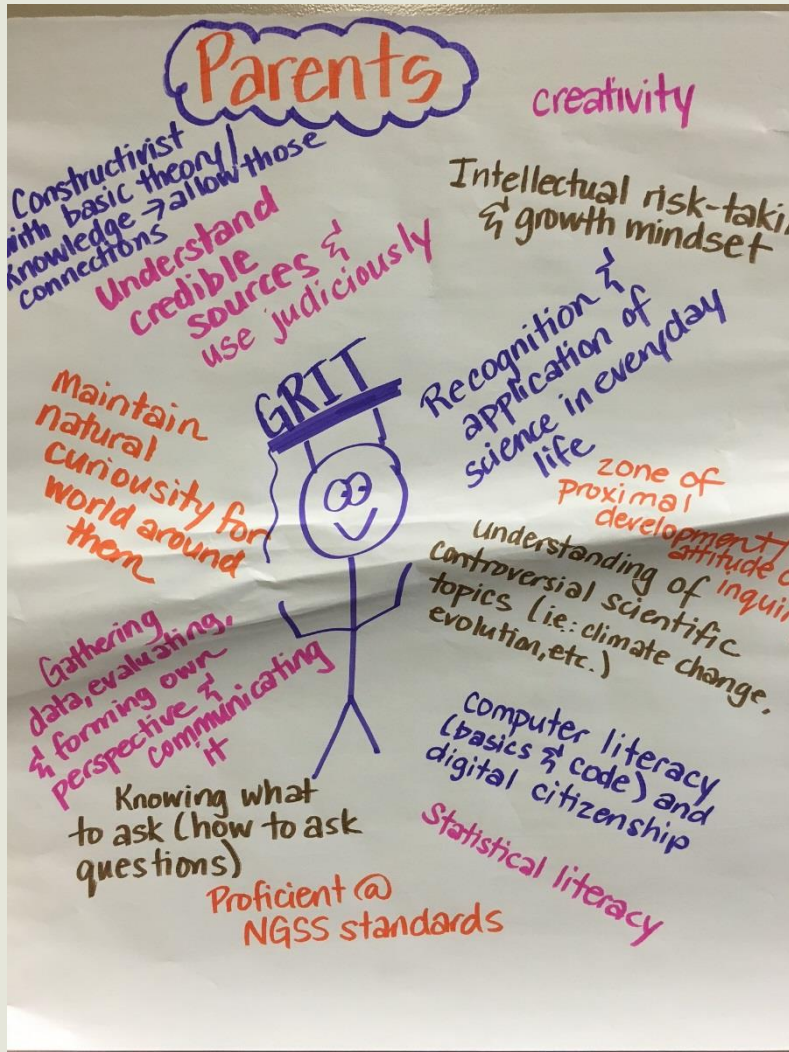 Parents
creativity
Constructivist
with basic theory/
knowledge → allow those
connections
Intellectual risk-taki
& growth mindset
Understand
credible
sources &
use judiciously
GRIT
Recognition &
application of
science in everyday
life
Maintain
natural
curiousity for
world around
them
zone of
proximal
development/
attitude o
inqui
Understanding of
controversial scientific
topics (ie: climate change,
evolution, etc.)
Gathering
data, evaluating,
& forming own
perspective &
communicating
it
computer literacy
(basics & code) and
digital citizenship
Knowing what
to ask (how to ask
questions)
Statistical literacy
Proficient @
NGSS standards